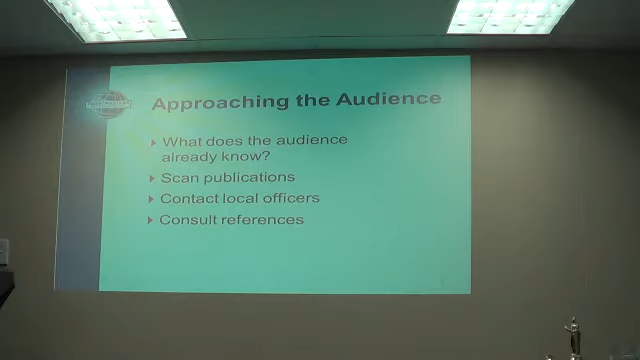 Approaching the Audience
What does the audience
already know?
Scan publications
Contact local officers
Consult references